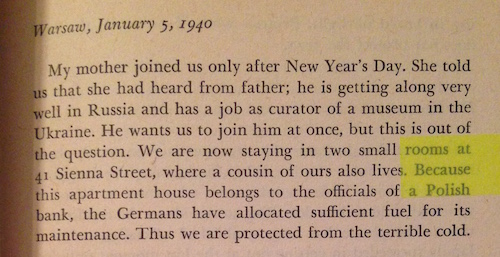 Warsaw, January 5, 1940
My mother joined us only after New Year's Day. She told
us that she had heard from father; he is getting along very
well in Russia and has a job as curator of a museum in the
Ukraine. He wants us to join him at once, but this is out of
the question. We are now staying in two small rooms at
41 Sienna Street, where a cousin of ours also lives. Because
this apartment house belongs to the officials of a Polish
bank, the Germans have allocated sufficient fuel for its
maintenance. Thus we are protected from the terrible cold.